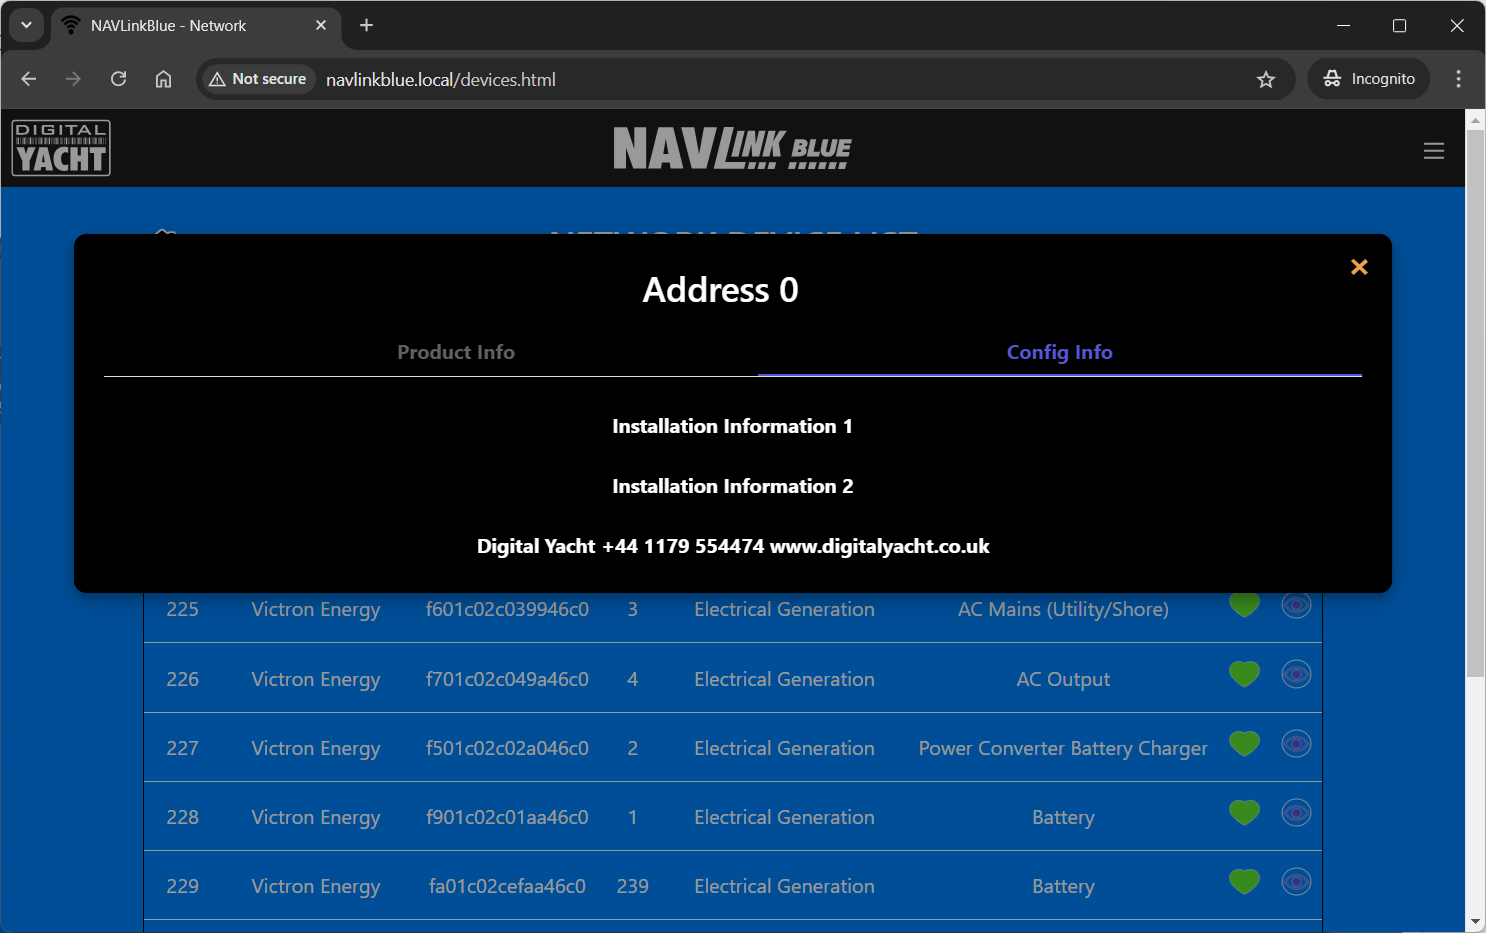 NAVLinkBlue - Network
Not secure
navlinkblue.local/devices.html
Incognito
DIGITAL
YACHT
NAVLINK BLUE
Address 0
Product Info
Config Info
Installation Information 1
Installation Information 2
Digital Yacht +44 1179 554474 www.digitalyacht.co.uk
225 Victron Energy f601c02c039946c0 3 Electrical Generation AC Mains (Utility/Shore)
226 Victron Energy f701c02c049a46c0 4 Electrical Generation AC Output
227 Victron Energy f501c02c02a046c0 2 Electrical Generation Power Converter Battery Charger
228 Victron Energy f901c02c01aa46c0 1 Electrical Generation Battery
229 Victron Energy fa01c02cefaa46c0 239 Electrical Generation Battery